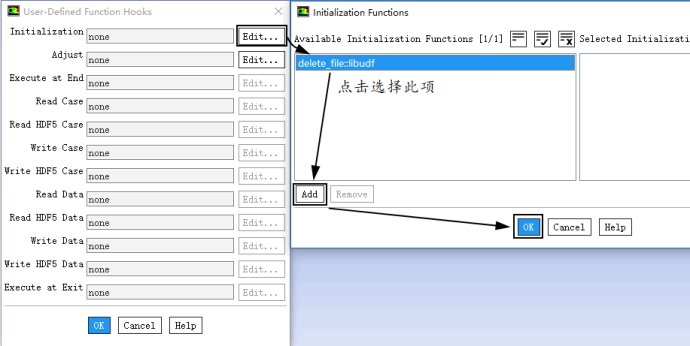 User-Defined Function Hooks
Initialization none Edit...
Adjust none Edit...
Execute at End none Edit...
Read Case none Edit...
Read HDF5 Case none Edit...
Write Case none Edit...
Write HDF5 Case none Edit...
Read Data none Edit...
Read HDF5 Data none Edit...
Write Data none Edit...
Write HDF5 Data none Edit...
Execute at Exit none Edit...
OK Cancel Help
Initialization Functions
Available Initialization Functions [1/1] Selected Initializati
delete_file::libudf
点击选择此项
Add Remove
OK Cancel Help